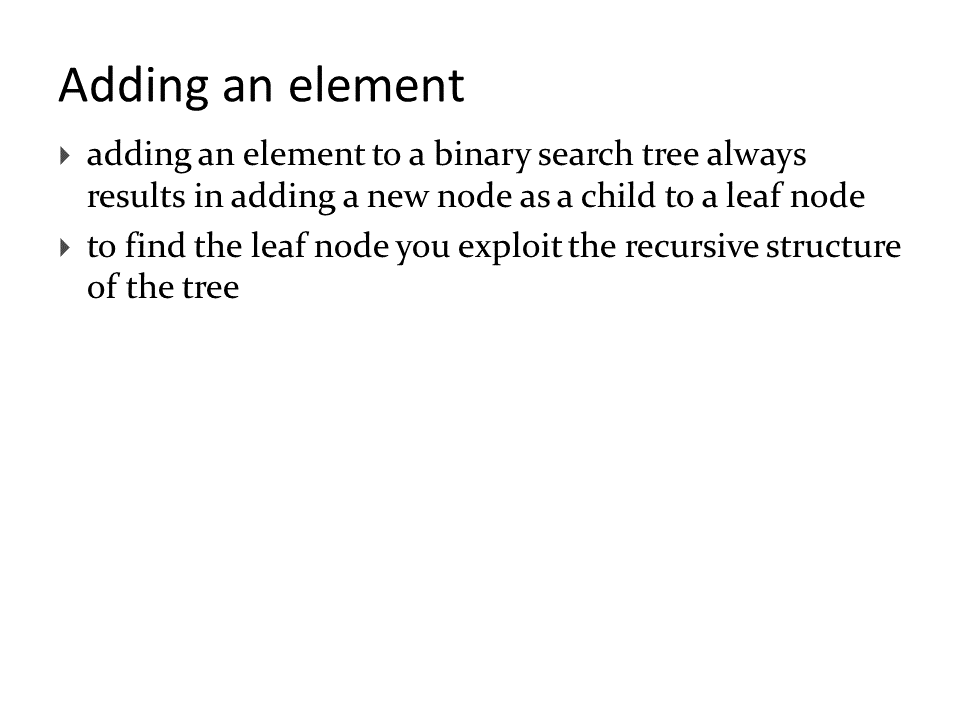 Adding an element
adding an element to a binary search tree always
results in adding a new node as a child to a leaf node
to find the leaf node you exploit the recursive structure
of the tree